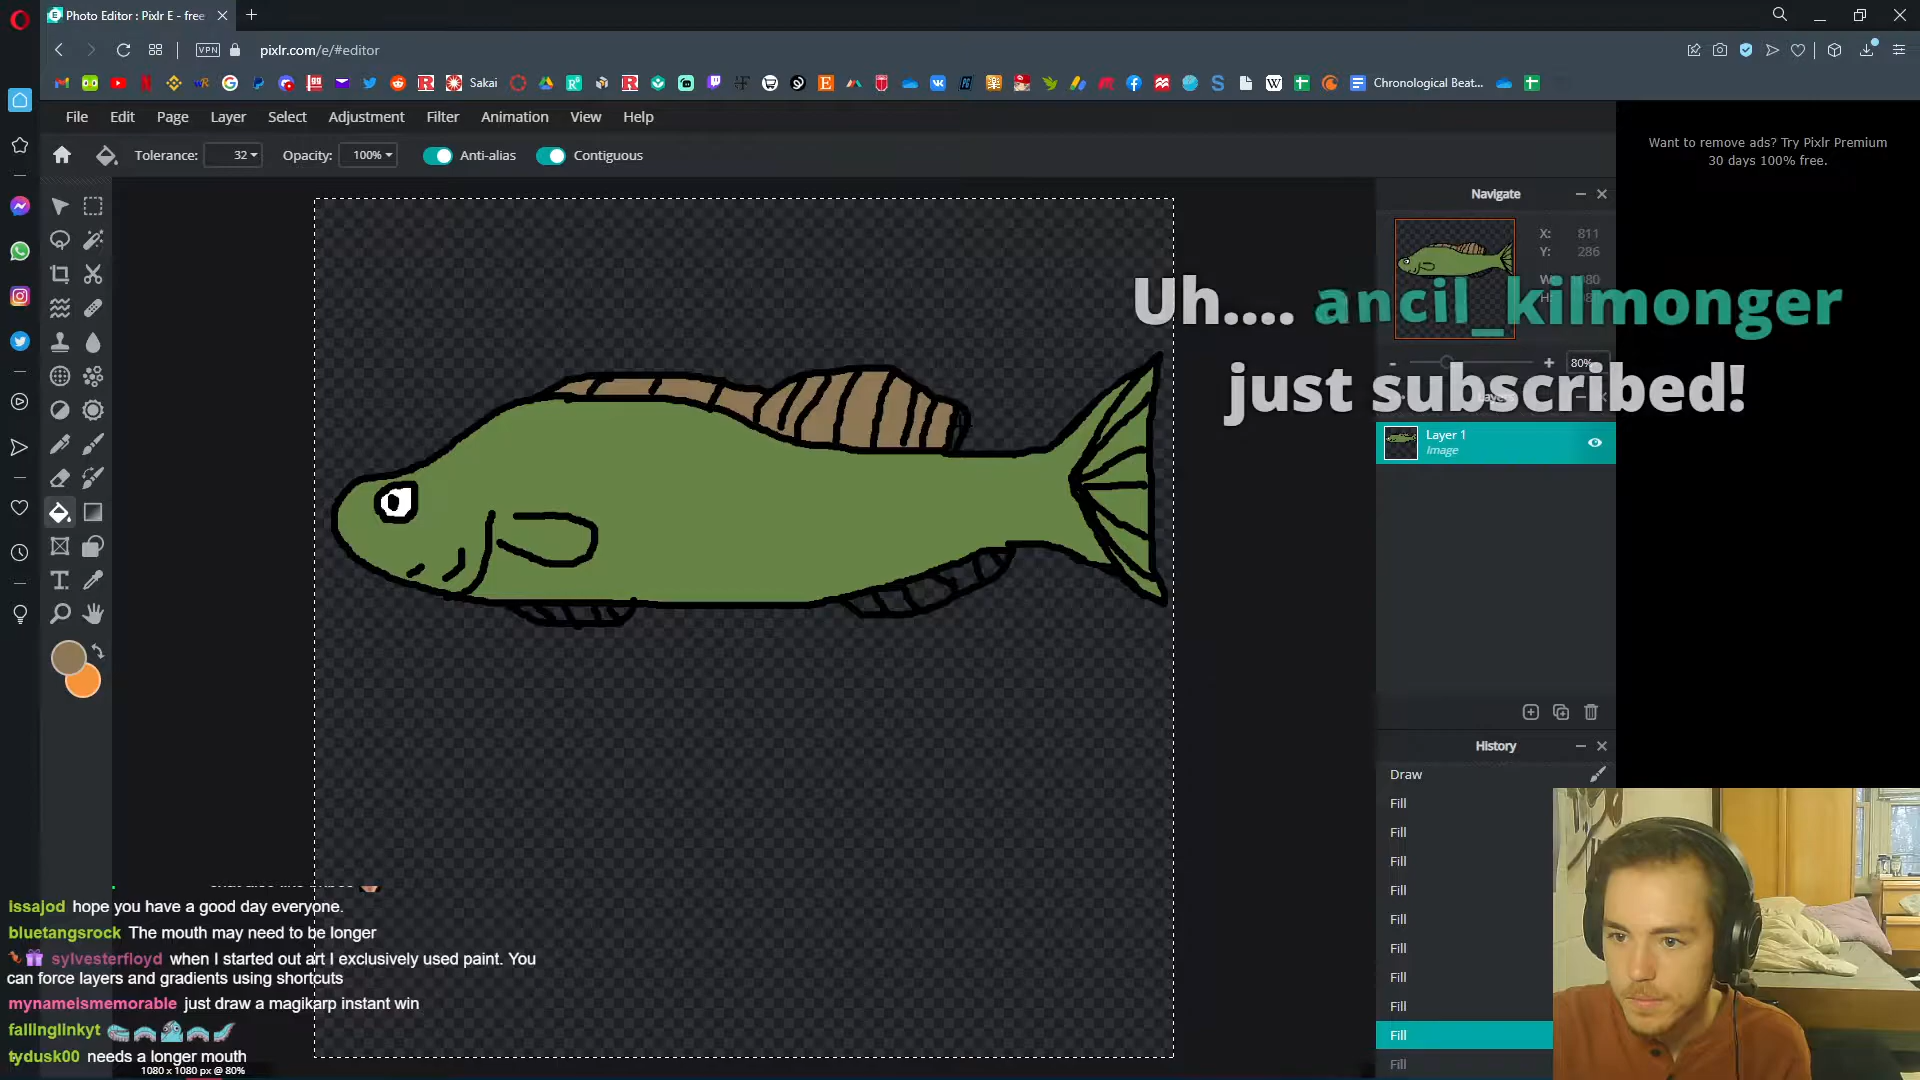 Photo Editor : Pixlr E - free
VPN
pixlr.com/e/#editor
Sakai
Chronological Beat...
File Edit Page Layer Select Adjustment Filter Animation View Help
Tolerance: 32 Opacity: 100% Anti-alias Contiguous
Want to remove ads? Try Pixlr Premium
30 days 100% free.
Navigate
X: 811
Y: 286
80%
Uh.... ancil_kilmonger
just subscribed!
Layer 1
Image
History
Draw
Fill
Fill
Fill
Fill
Fill
Fill
Fill
Fill
Fill
Fill
issajod hope you have a good day everyone.
bluetangsrock The mouth may need to be longer
sylvesterfloyd when I started out art I exclusively used paint. You
can force layers and gradients using shortcuts
mynameismemorable just draw a magikarp instant win
falllnglinkyt
tydusk00 needs a longer mouth
1080 x 1080 px @ 80%